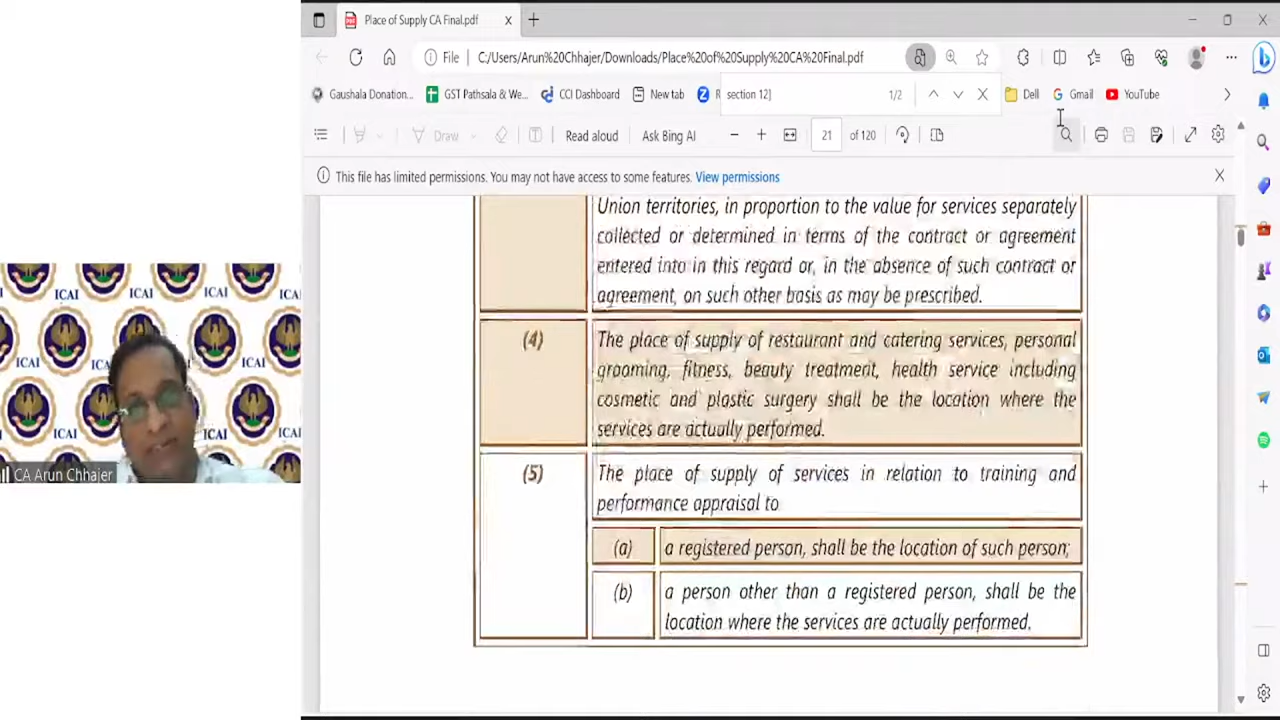 Place of Supply CA Final.pdf
File
C:/Users/Arun%20Chhajer/Downloads/Place%20of%20Supply%20CA%20Final.pdf
Gaushala Donation...
GST Pathsala & We...
CCI Dashboard
New tab
R
section 12]
1/2
Dell
Gmail
YouTube
Draw
Read aloud
Ask Bing AI
21
of 120
This file has limited permissions. You may not have access to some features. View permissions
Union territories, in proportion to the value for services separately
collected or determined in terms of the contract or agreement
entered into in this regard or, in the absence of such contract or
agreement, on such other basis as may be prescribed.
(4)
The place of supply of restaurant and catering services, personal
grooming, fitness, beauty treatment, health service including
cosmetic and plastic surgery shall be the location where the
services are actually performed.
(5)
The place of supply of services in relation to training and
performance appraisal to
(a)
a registered person, shall be the location of such person;
(b)
a person other than a registered person, shall be the
location where the services are actually performed.
ICAI
ICAI
ICAI
ICAI
ICAI
ICAI
ICAI
ICAI
CA Arun Chhajer